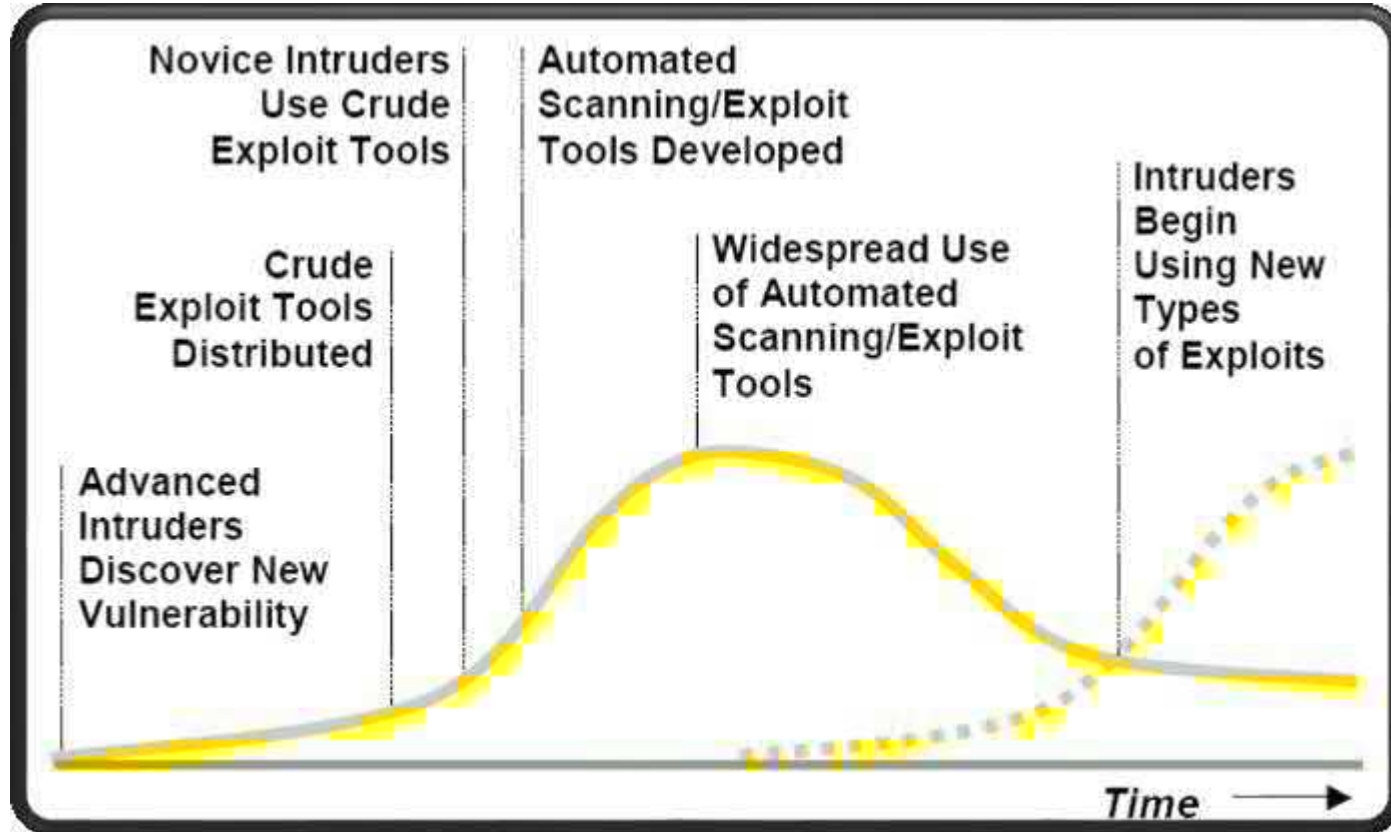 Novice Intruders
Use Crude
Exploit Tools
Automated
Scanning/Exploit
Tools Developed
Crude
Exploit Tools
Distributed
Widespread Use
of Automated
Scanning/Exploit
Tools
Intruders
Begin
Using New
Types
of Exploits
Advanced
Intruders
Discover New
Vulnerability
Time